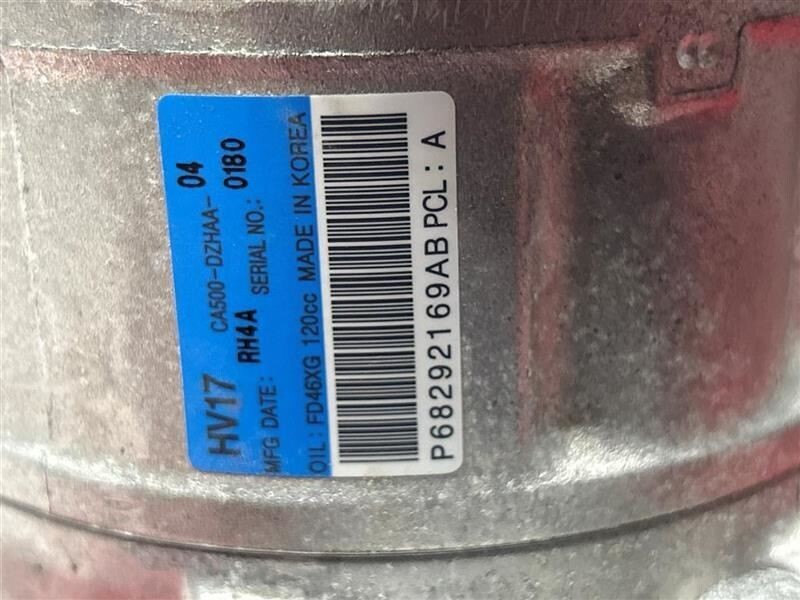 HV17 CA500-DZHAA-04
MFG DATE: RH4A SERIAL NO.: 0180
OIL: FD46XG 120cc MADE IN KOREA
P68292169AB PCL: A